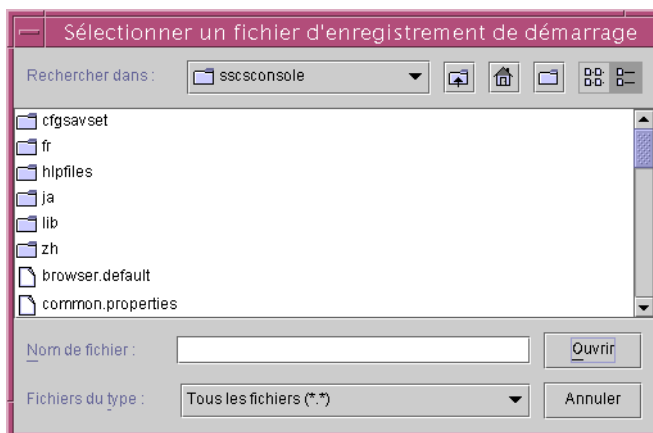 Sélectionner un fichier d'enregistrement de démarrage
Rechercher dans : sscsconsole
cfgsavset
fr
hlpfiles
ja
lib
zh
browser.default
common.properties
Nom de fichier : Ouvrir
Fichiers du type : Tous les fichiers (*.*) Annuler